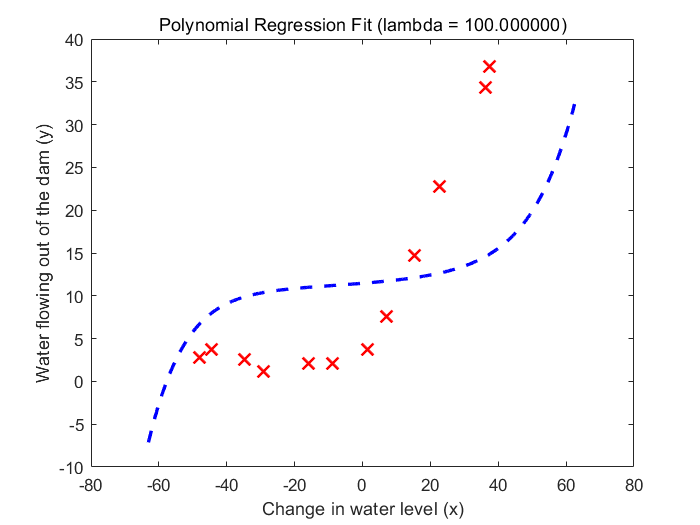 Polynomial Regression Fit (lambda = 100.000000)
40
35
30
25
20
15
10
5
0
-5
-10
Water flowing out of the dam (y)
-80 -60 -40 -20 0 20 40 60 80
Change in water level (x)